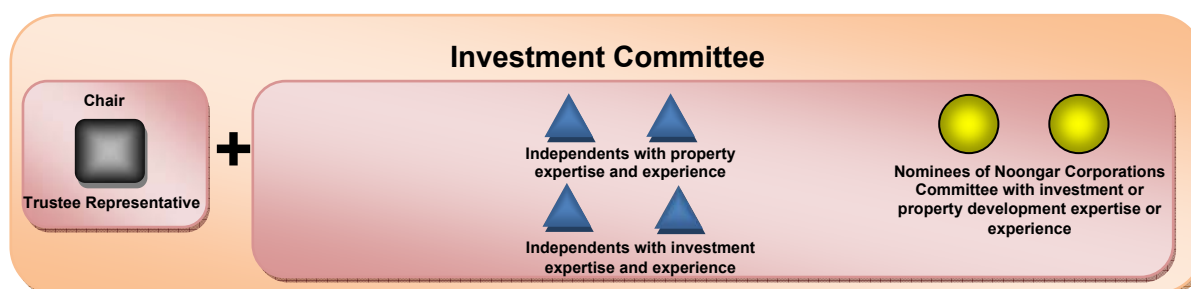 Investment Committee
Chair
Trustee Representative
+
Independents with property
expertise and experience
Independents with investment
expertise and experience
Nominees of Noongar Corporations
Committee with investment or
property development expertise or
experience